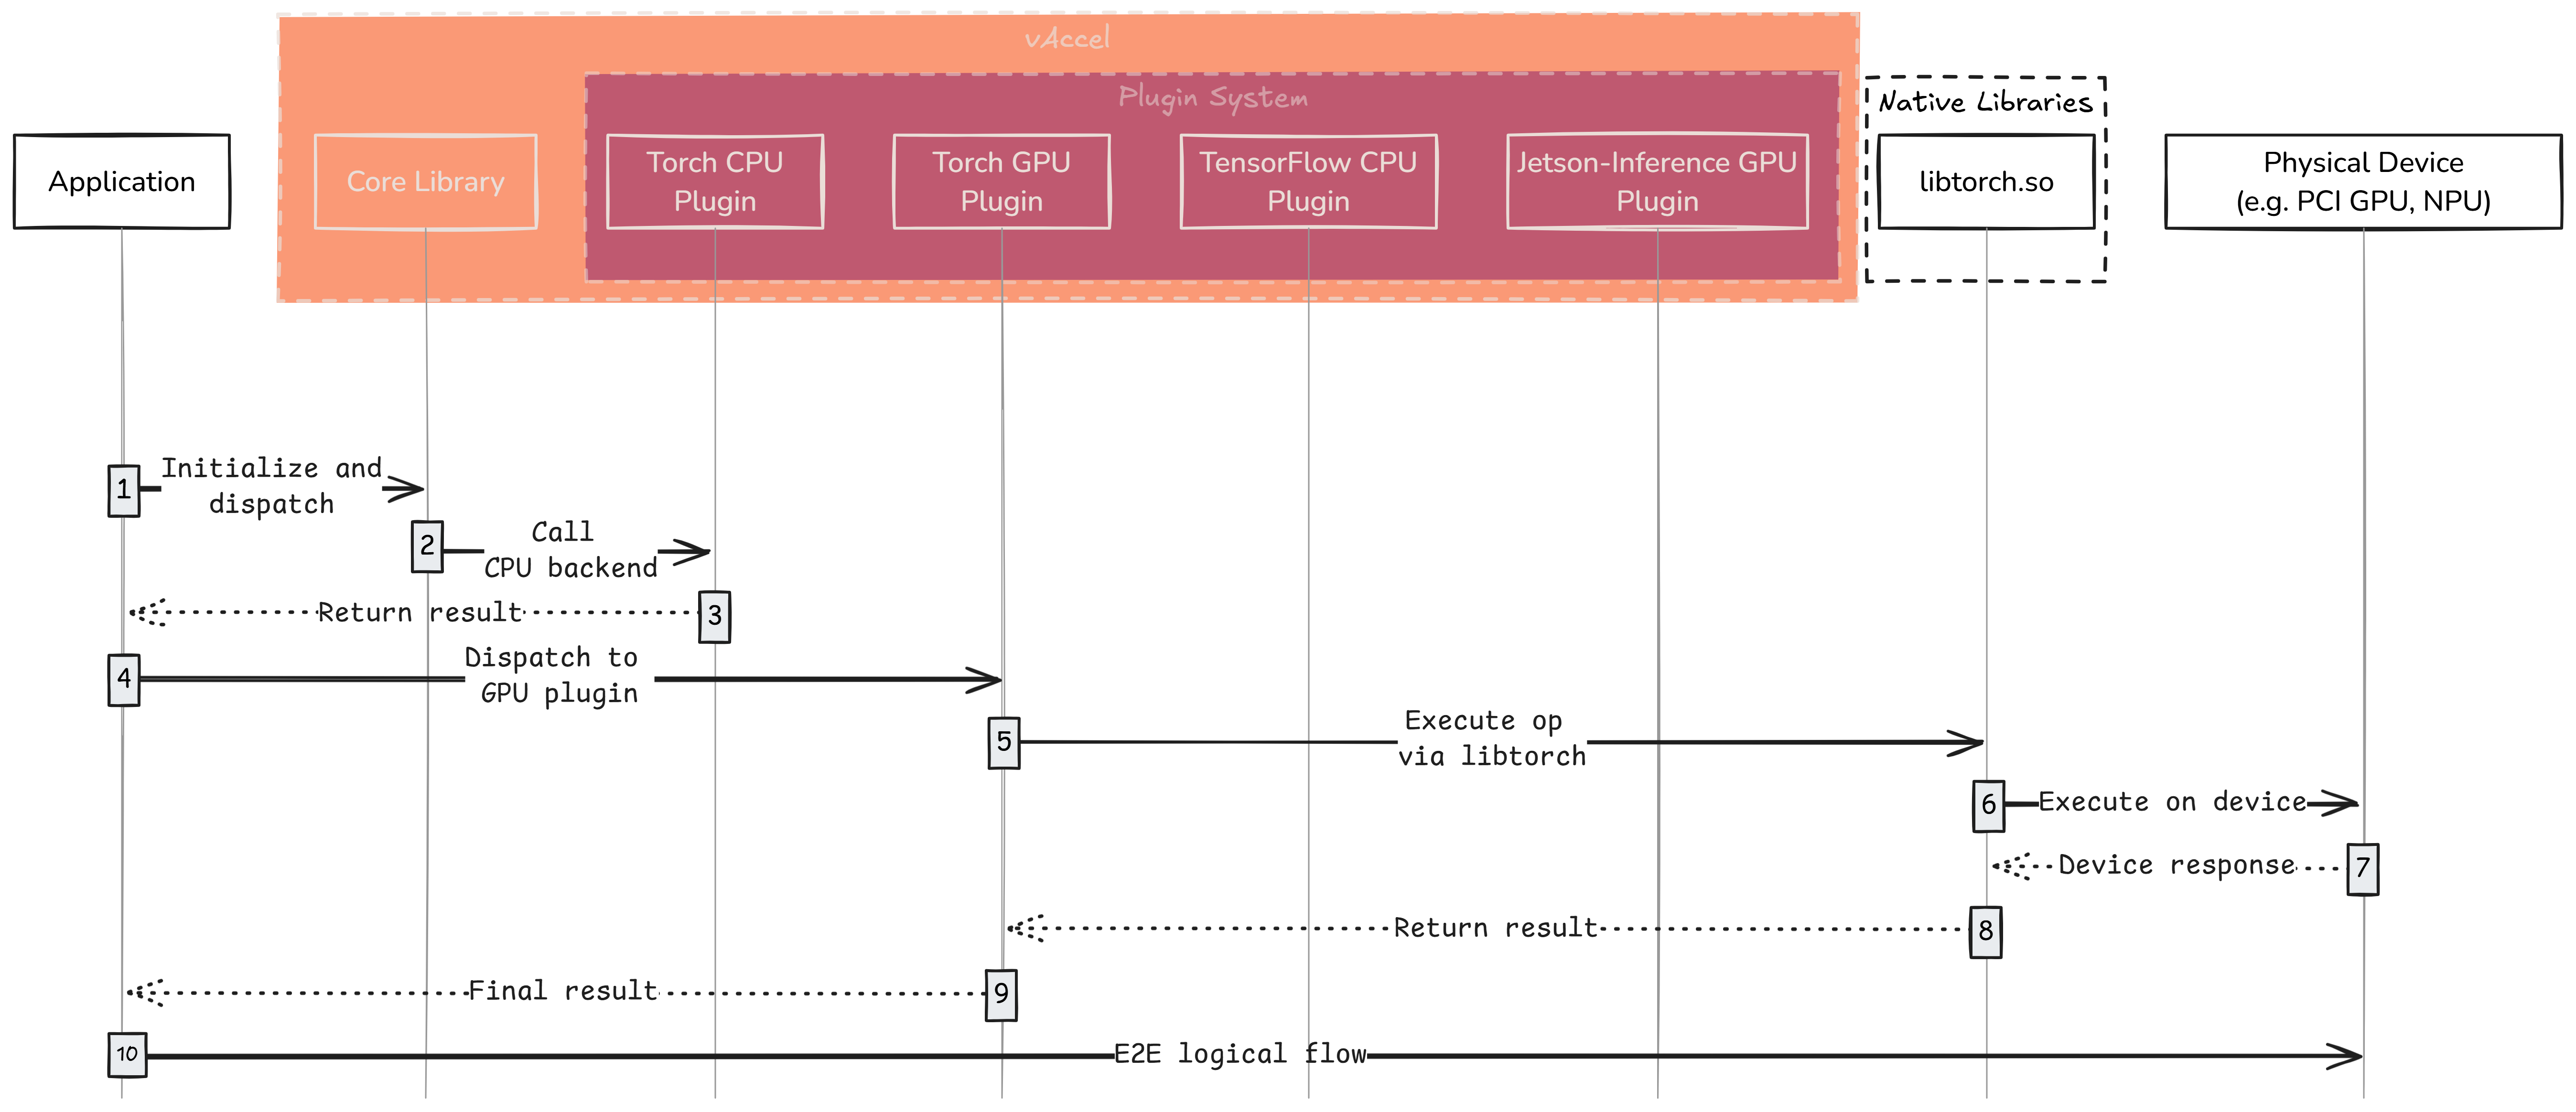 vAccel
Plugin System
Native Libraries
Application
Core Library
Torch CPU
Plugin
Torch GPU
Plugin
TensorFlow CPU
Plugin
Jetson-Inference GPU
Plugin
libtorch.so
Physical Device
(e.g. PCI GPU, NPU)
1
Initialize and
dispatch
2
Call
CPU backend
Return result
3
4
Dispatch to
GPU plugin
5
Execute op
via libtorch
6
Execute on device
Device response
7
Return result
8
Final result
9
10
E2E logical flow